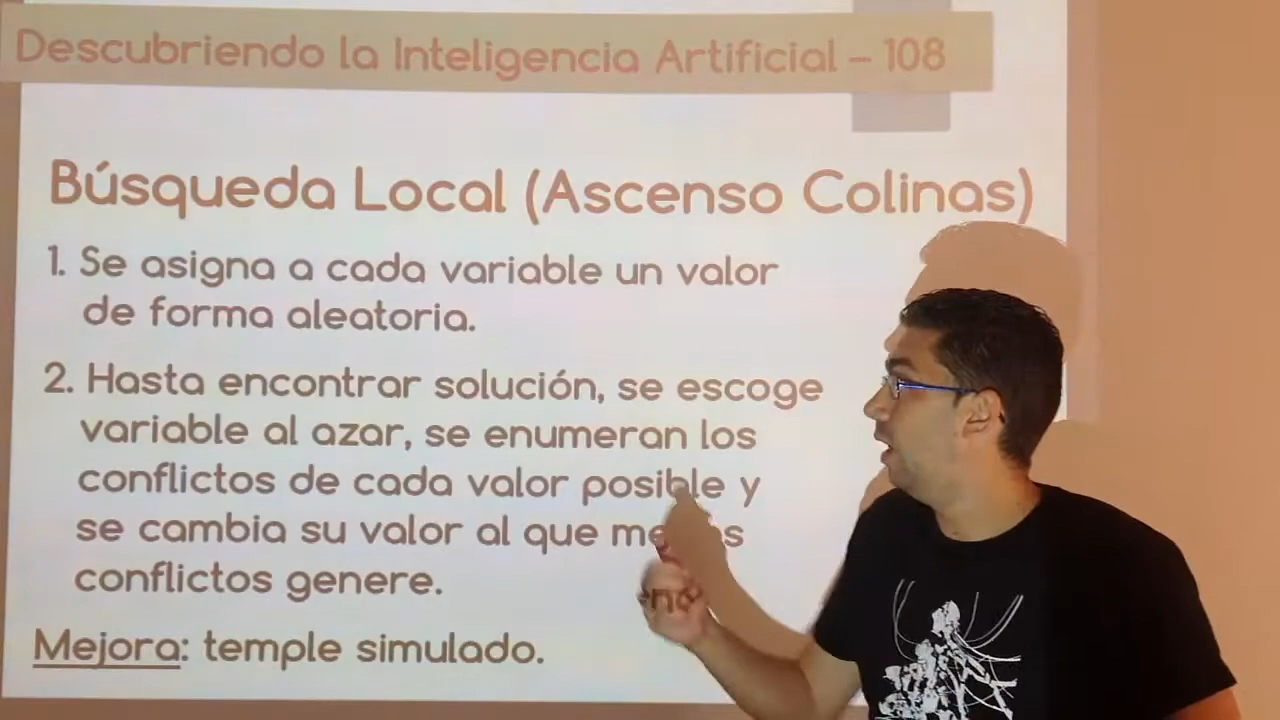 Descubriendo la Inteligencia Artificial – 108
Búsqueda Local (Ascenso Colinas)
1. Se asigna a cada variable un valor
de forma aleatoria.
2. Hasta encontrar solución, se escoge
variable al azar, se enumeran los
conflictos de cada valor posible y
se cambia su valor al que menos
conflictos genere.
Mejora: temple simulado.